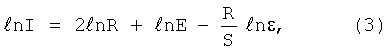 ℓnI = 2ℓnR + ℓnE - R/S ℓnε, (3)